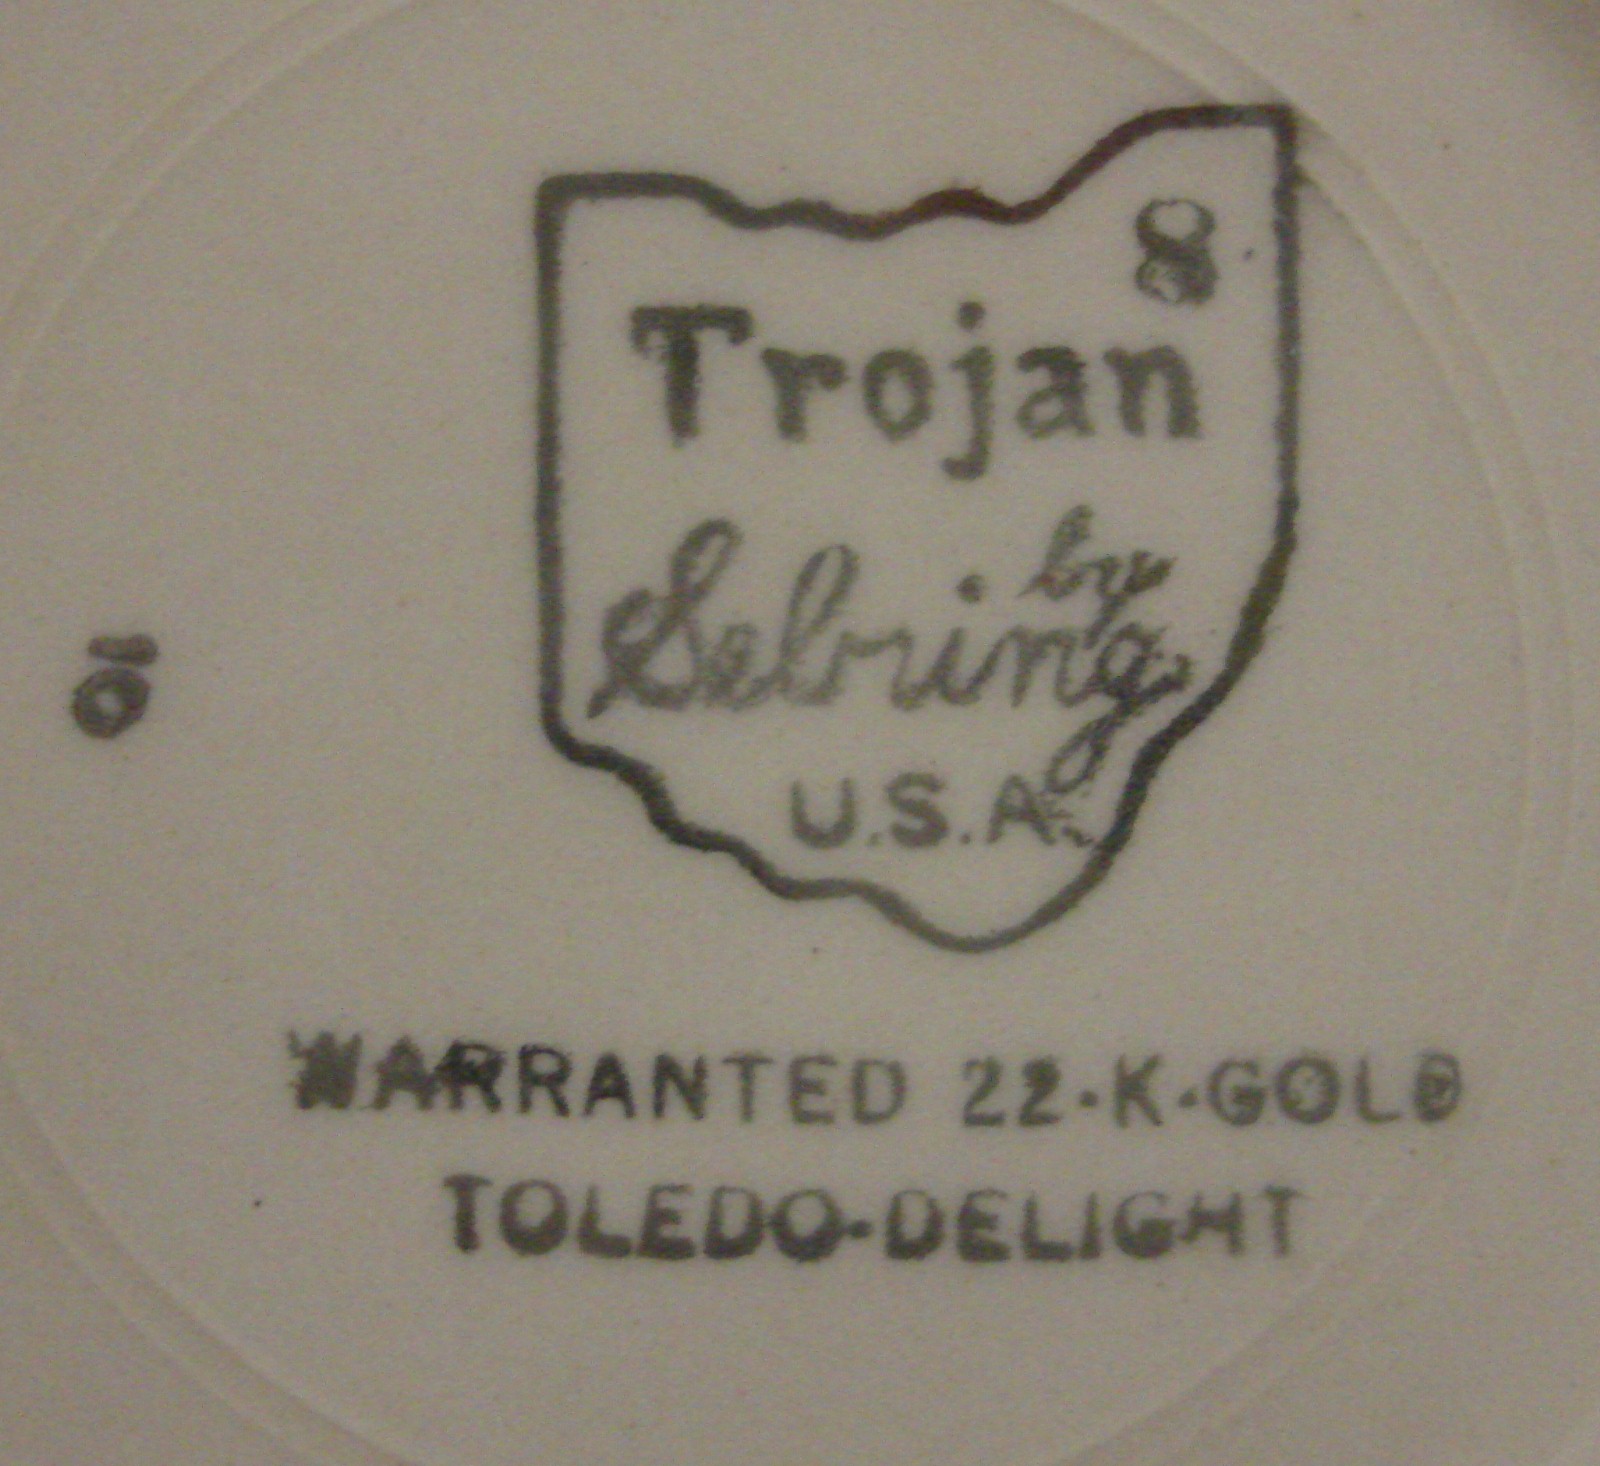 8
Trojan
by
Sebring
U.S.A.
WARRANTED 22·K·GOLD
TOLEDO-DELIGHT